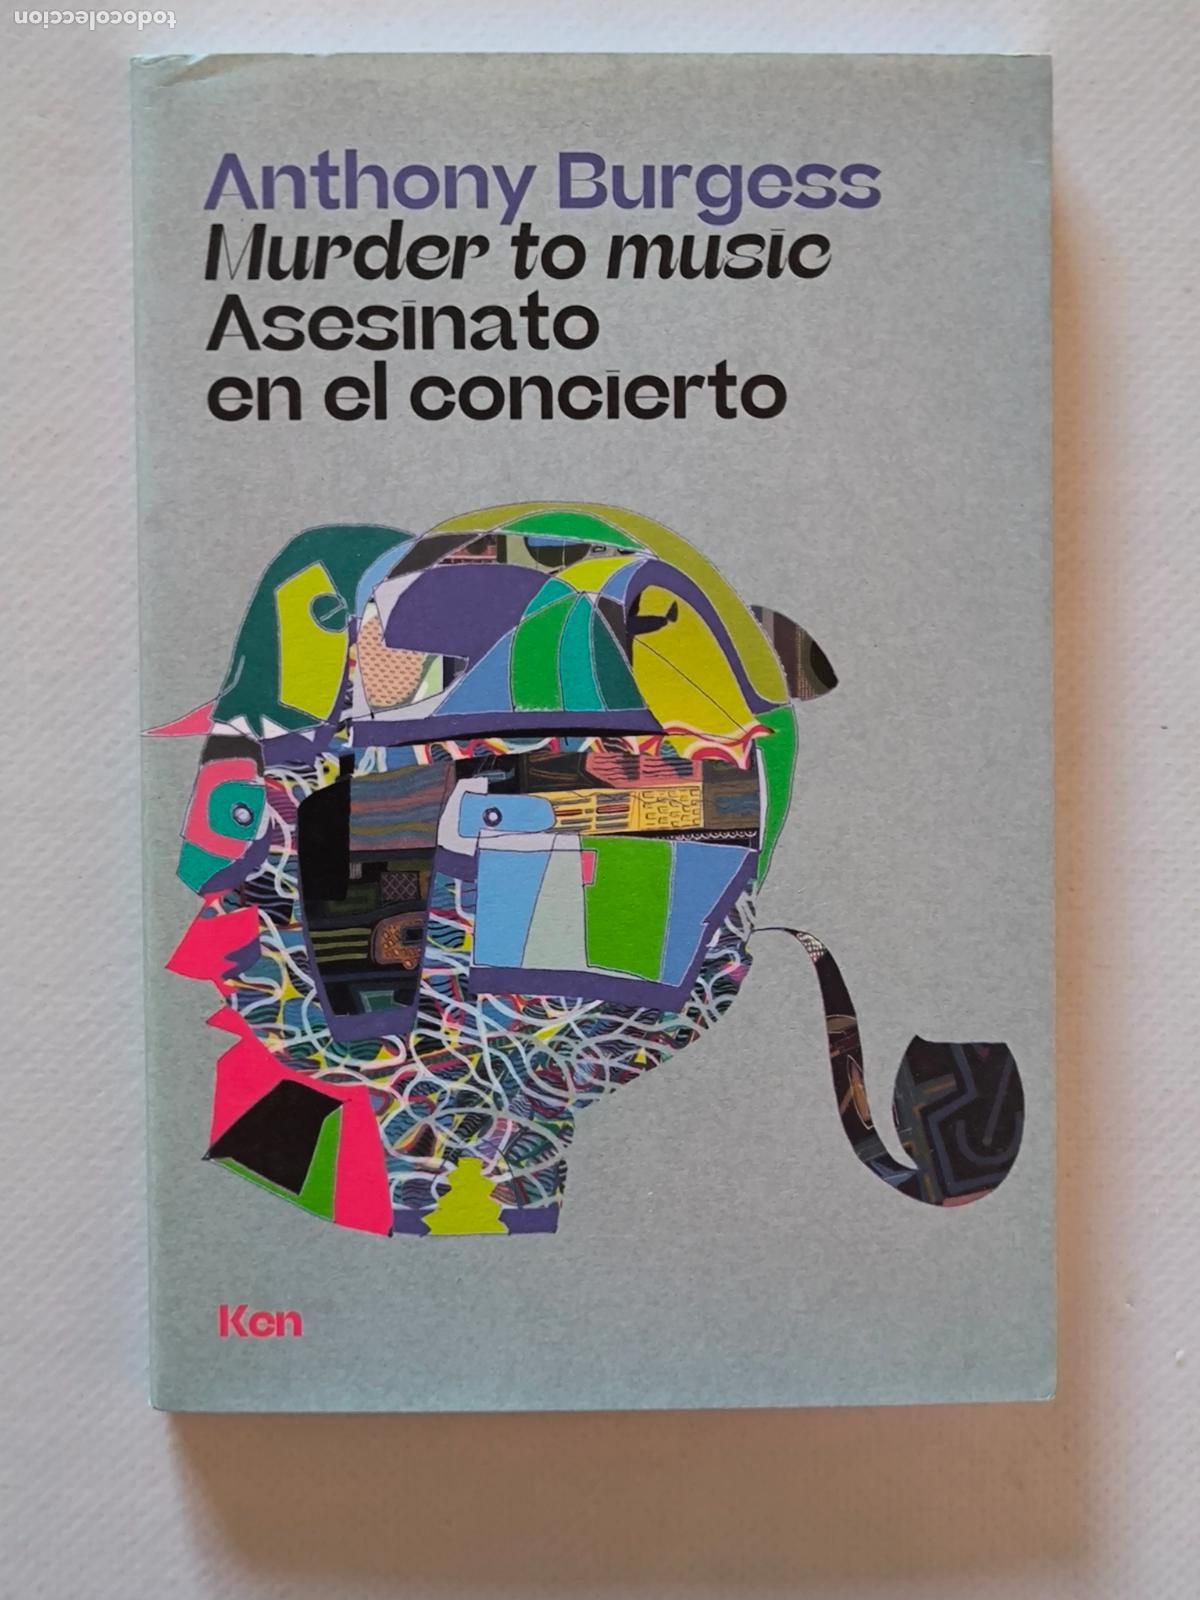 todocoleccion
Anthony Burgess
Murder to music
Asesinato
en el concierto
Ken